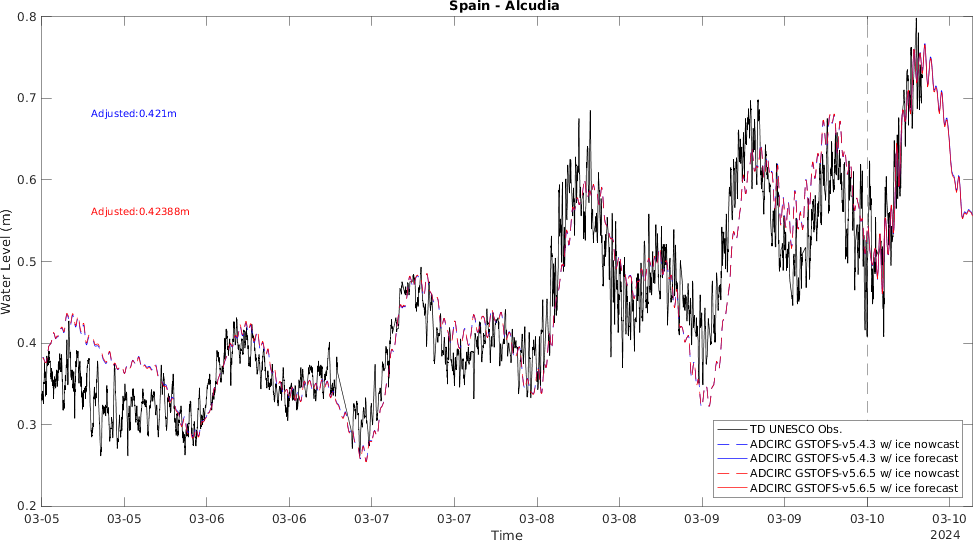 Spain - Alcudia
0.8
0.7
0.6
0.5
0.4
0.3
0.2
Water Level (m)
Adjusted:0.421m
Adjusted:0.42388m
TD UNESCO Obs.
ADCIRC GSTOFS-v5.4.3 w/ ice nowcast
ADCIRC GSTOFS-v5.4.3 w/ ice forecast
ADCIRC GSTOFS-v5.6.5 w/ ice nowcast
ADCIRC GSTOFS-v5.6.5 w/ ice forecast
03-05 03-05 03-06 03-06 03-07 03-07 03-08 03-08 03-09 03-09 03-10 03-10
2024
Time